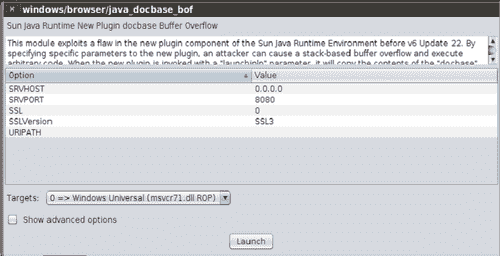 windows/browser/java_docbase_bof
Sun Java Runtime New Plugin docbase Buffer Overflow
This module exploits a flaw in the new plugin component of the Sun Java Runtime Environment before v6 Update 22. By
specifying specific parameters to the new plugin, an attacker can cause a stack-based buffer overflow and execute
arbitrary code. When the new plugin is invoked with a "launchjnlp" parameter, it will copy the contents of the "docbase"
Option Value
SRVHOST 0.0.0.0
SRVPORT 8080
SSL 0
SSLVersion SSL3
URIPATH
Targets: 0 => Windows Universal (msvcr71.dll ROP)
Show advanced options
Launch